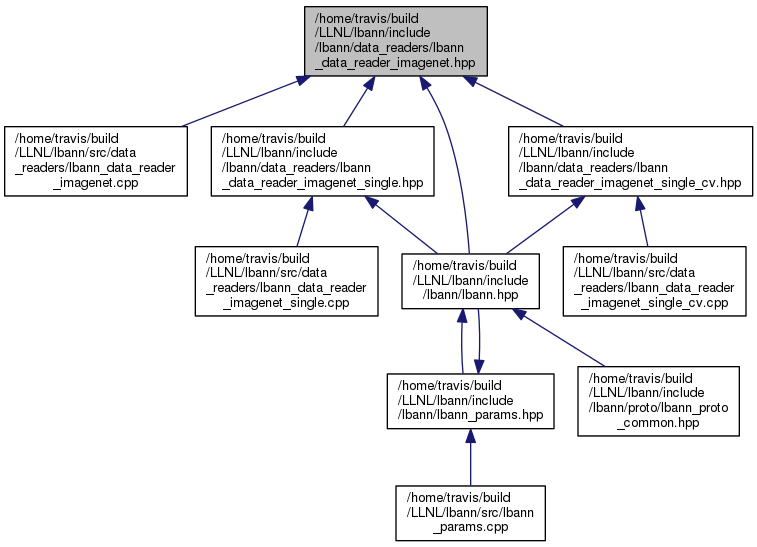 /home/travis/build
/LLNL/lbann/include
/lbann/data_readers/lbann
_data_reader_imagenet.hpp
/home/travis/build
/LLNL/lbann/src/data
_readers/lbann_data_reader
_imagenet.cpp
/home/travis/build
/LLNL/lbann/include
/lbann/data_readers/lbann
_data_reader_imagenet_single.hpp
/home/travis/build
/LLNL/lbann/include
/lbann/data_readers/lbann
_data_reader_imagenet_single_cv.hpp
/home/travis/build
/LLNL/lbann/src/data
_readers/lbann_data_reader
_imagenet_single.cpp
/home/travis/build
/LLNL/lbann/include
/lbann/lbann.hpp
/home/travis/build
/LLNL/lbann/src/data
_readers/lbann_data_reader
_imagenet_single_cv.cpp
/home/travis/build
/LLNL/lbann/include
/lbann/lbann_params.hpp
/home/travis/build
/LLNL/lbann/include
/lbann/proto/lbann_proto
_common.hpp
/home/travis/build
/LLNL/lbann/src/lbann
_params.cpp